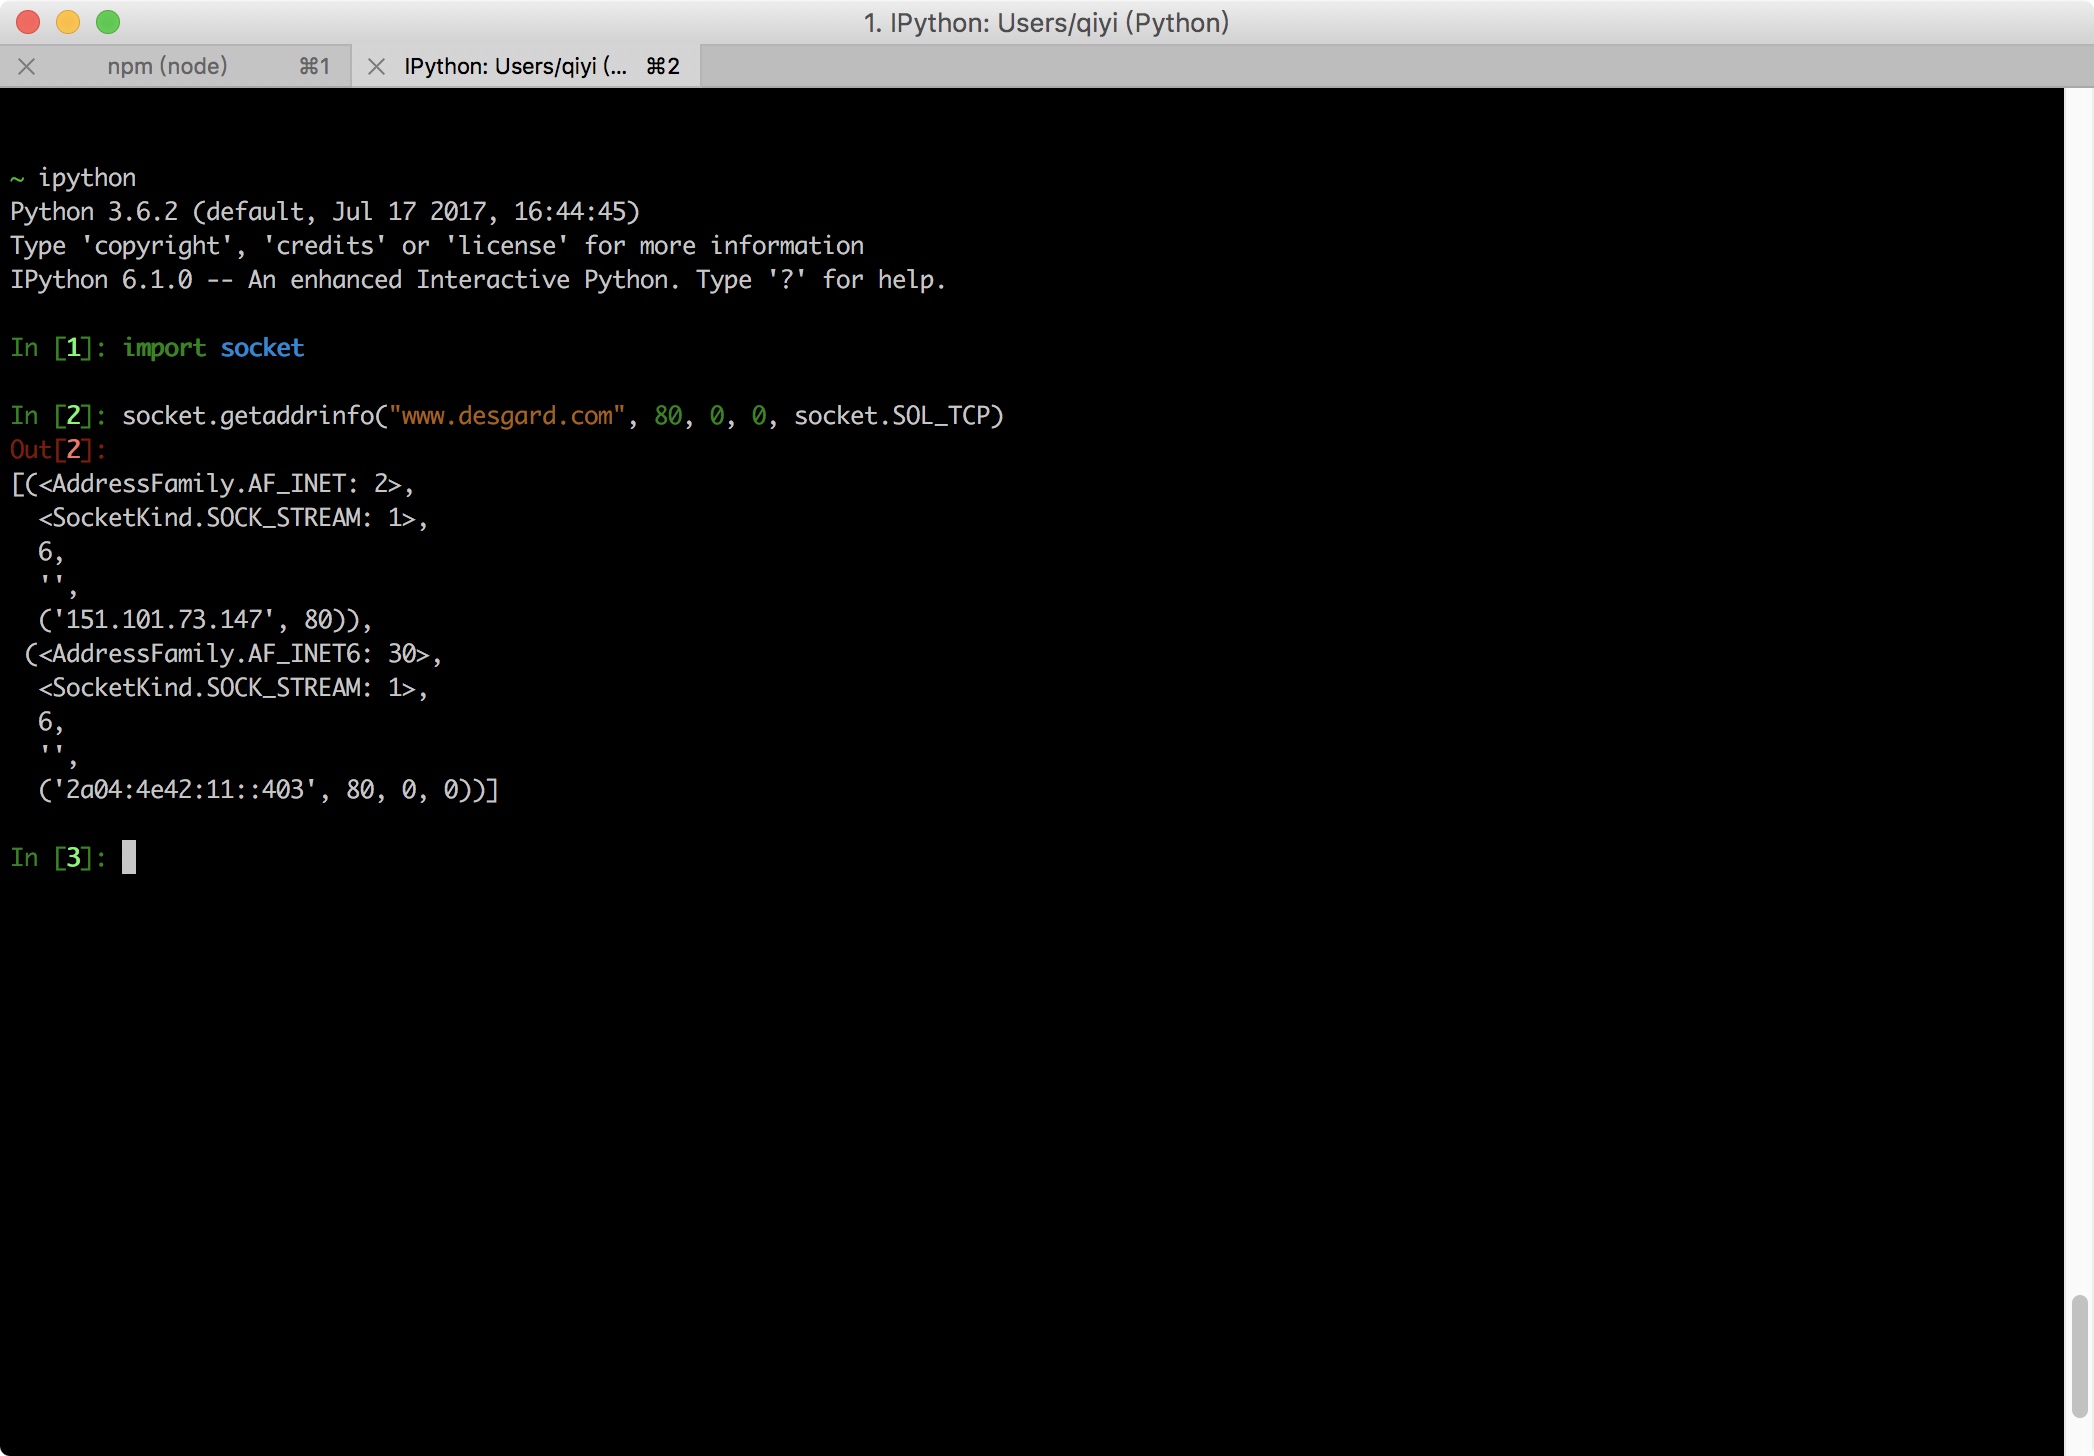 1. IPython: Users/qiyi (Python)
npm (node) ⌘1 IPython: Users/qiyi (... ⌘2
~ ipython
Python 3.6.2 (default, Jul 17 2017, 16:44:45)
Type 'copyright', 'credits' or 'license' for more information
IPython 6.1.0 -- An enhanced Interactive Python. Type '?' for help.
In [1]: import socket
In [2]: socket.getaddrinfo("www.desgard.com", 80, 0, 0, socket.SOL_TCP)
Out[2]:
[(<AddressFamily.AF_INET: 2>,
  <SocketKind.SOCK_STREAM: 1>,
  6,
  '',
  ('151.101.73.147', 80)),
 (<AddressFamily.AF_INET6: 30>,
  <SocketKind.SOCK_STREAM: 1>,
  6,
  '',
  ('2a04:4e42:11::403', 80, 0, 0))]
In [3]: